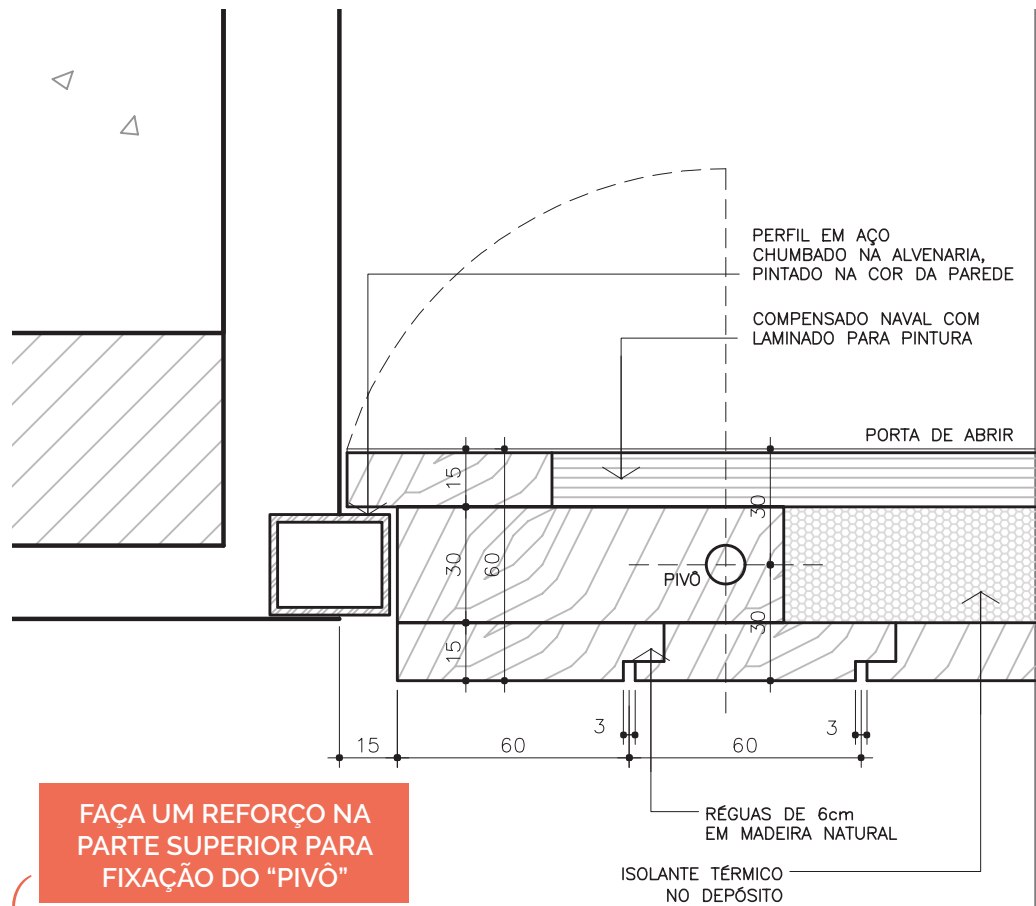 PERFIL EM AÇO
CHUMBADO NA ALVENARIA,
PINTADO NA COR DA PAREDE
COMPENSADO NAVAL COM
LAMINADO PARA PINTURA
PORTA DE ABRIR
15
30
60
30
PIVÔ
15
30
3
3
15
60
60
FAÇA UM REFORÇO NA
PARTE SUPERIOR PARA
FIXAÇÃO DO “PIVÔ”
RÉGUAS DE 6cm
EM MADEIRA NATURAL
ISOLANTE TÉRMICO
NO DEPÓSITO